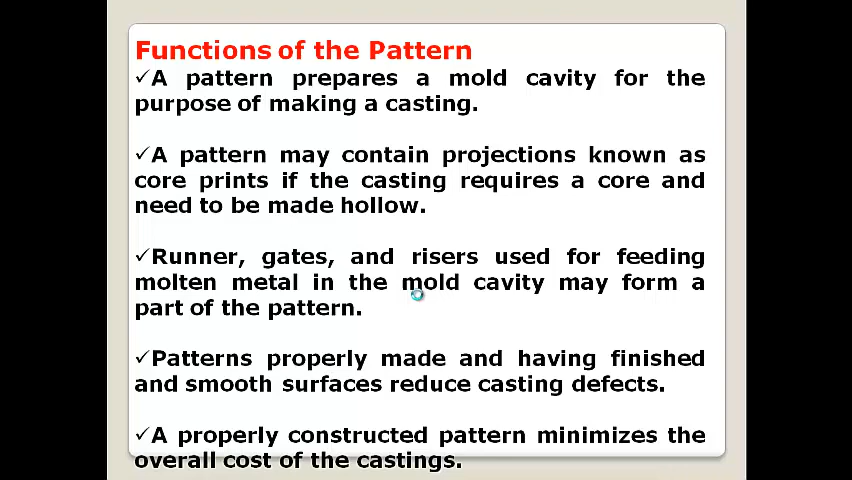 Functions of the Pattern
✓A pattern prepares a mold cavity for the
purpose of making a casting.
✓A pattern may contain projections known as
core prints if the casting requires a core and
need to be made hollow.
✓Runner, gates, and risers used for feeding
molten metal in the mold cavity may form a
part of the pattern.
✓Patterns properly made and having finished
and smooth surfaces reduce casting defects.
✓A properly constructed pattern minimizes the
overall cost of the castings.